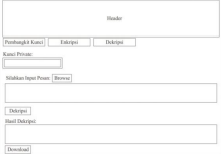 Header
Pembangkit Kunci Enkripsi Dekripsi
Kunci Private:
Silahkan Input Pesan: Browse
Dekripsi
Hasil Dekripsi:
Download